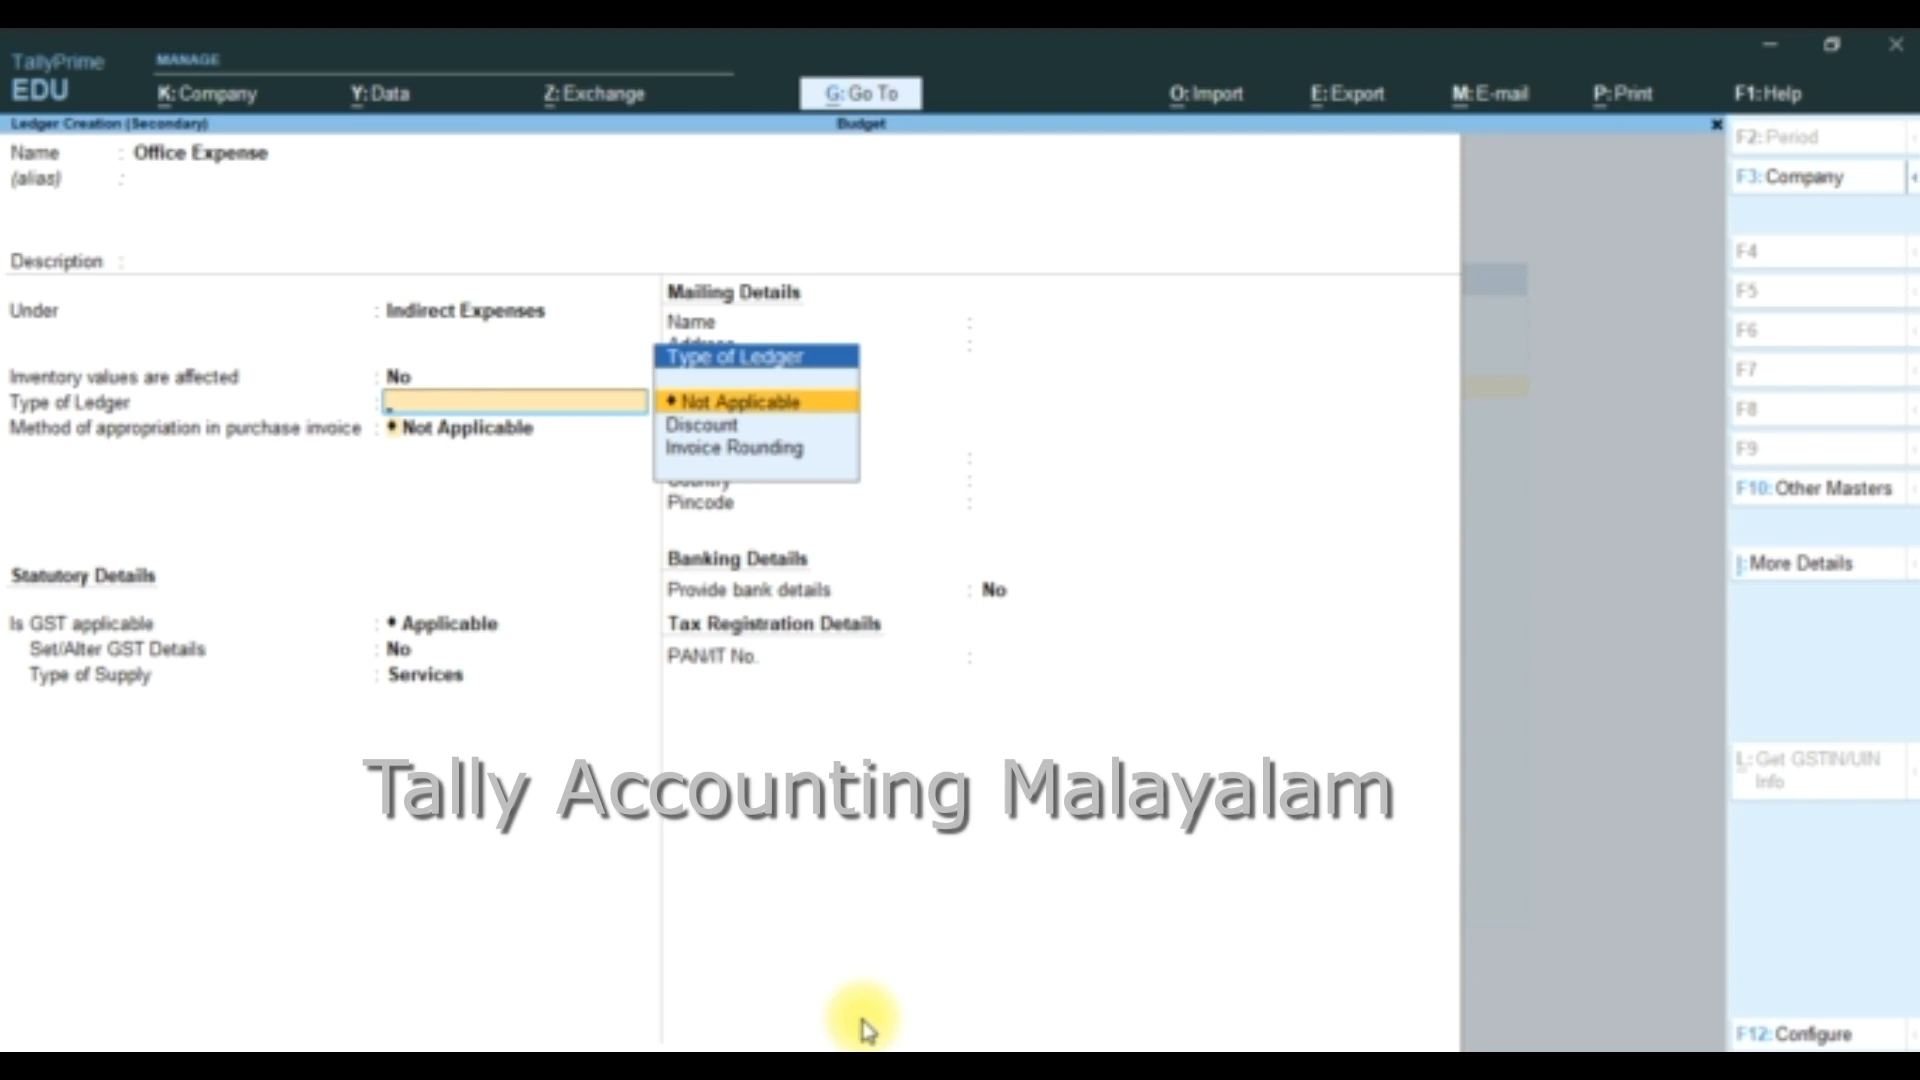 TallyPrime
EDU
MANAGE
K: Company
Y: Data
Z: Exchange
G: Go To
O: Import
E: Export
M: E-mail
P: Print
F1: Help
Ledger Creation (Secondary)
Budget
Name : Office Expense
(alias) :
Description :
Under : Indirect Expenses
Inventory values are affected : No
Type of Ledger :
Method of appropriation in purchase invoice : ♦ Not Applicable
Statutory Details
Is GST applicable : ♦ Applicable
Set/Alter GST Details : No
Type of Supply : Services
Mailing Details
Name :
Address :
Type of Ledger
♦ Not Applicable
Discount
Invoice Rounding
Country :
Pincode :
Banking Details
Provide bank details : No
Tax Registration Details
PAN/IT No. :
Tally Accounting Malayalam
F2: Period
F3: Company
F4
F5
F6
F7
F8
F9
F10: Other Masters
I: More Details
L: Get GSTIN/UIN
Info
F12: Configure